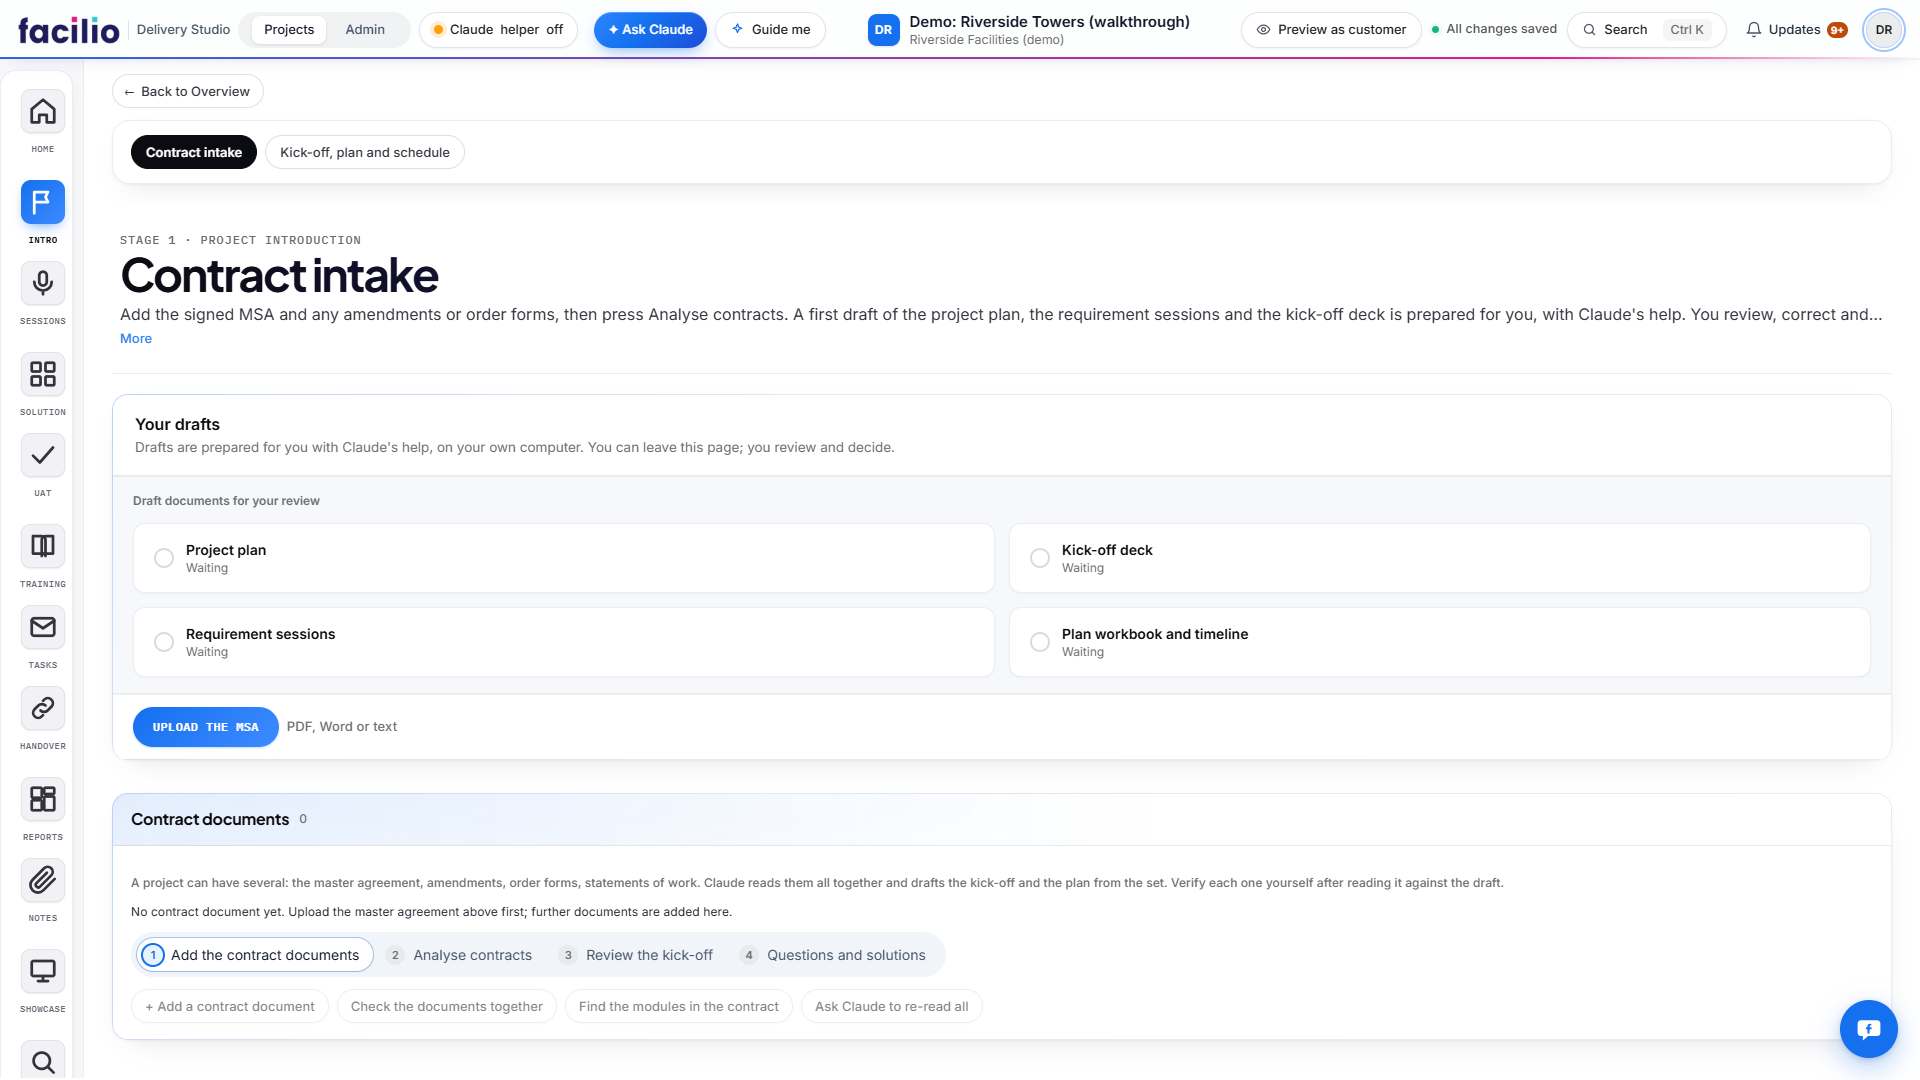 facilio
Delivery Studio
Projects
Admin
Claude helper off
✦ Ask Claude
Guide me
DR
Demo: Riverside Towers (walkthrough)
Riverside Facilities (demo)
Preview as customer
All changes saved
Search
Ctrl K
Updates
9+
DR
HOME
INTRO
SESSIONS
SOLUTION
UAT
TRAINING
TASKS
HANDOVER
REPORTS
NOTES
SHOWCASE
← Back to Overview
Contract intake
Kick-off, plan and schedule
STAGE 1 · PROJECT INTRODUCTION
Contract intake
Add the signed MSA and any amendments or order forms, then press Analyse contracts. A first draft of the project plan, the requirement sessions and the kick-off deck is prepared for you, with Claude's help. You review, correct and...
More
Your drafts
Drafts are prepared for you with Claude's help, on your own computer. You can leave this page; you review and decide.
Draft documents for your review
Project plan
Waiting
Kick-off deck
Waiting
Requirement sessions
Waiting
Plan workbook and timeline
Waiting
UPLOAD THE MSA
PDF, Word or text
Contract documents 0
A project can have several: the master agreement, amendments, order forms, statements of work. Claude reads them all together and drafts the kick-off and the plan from the set. Verify each one yourself after reading it against the draft.
No contract document yet. Upload the master agreement above first; further documents are added here.
1 Add the contract documents
2 Analyse contracts
3 Review the kick-off
4 Questions and solutions
+ Add a contract document
Check the documents together
Find the modules in the contract
Ask Claude to re-read all